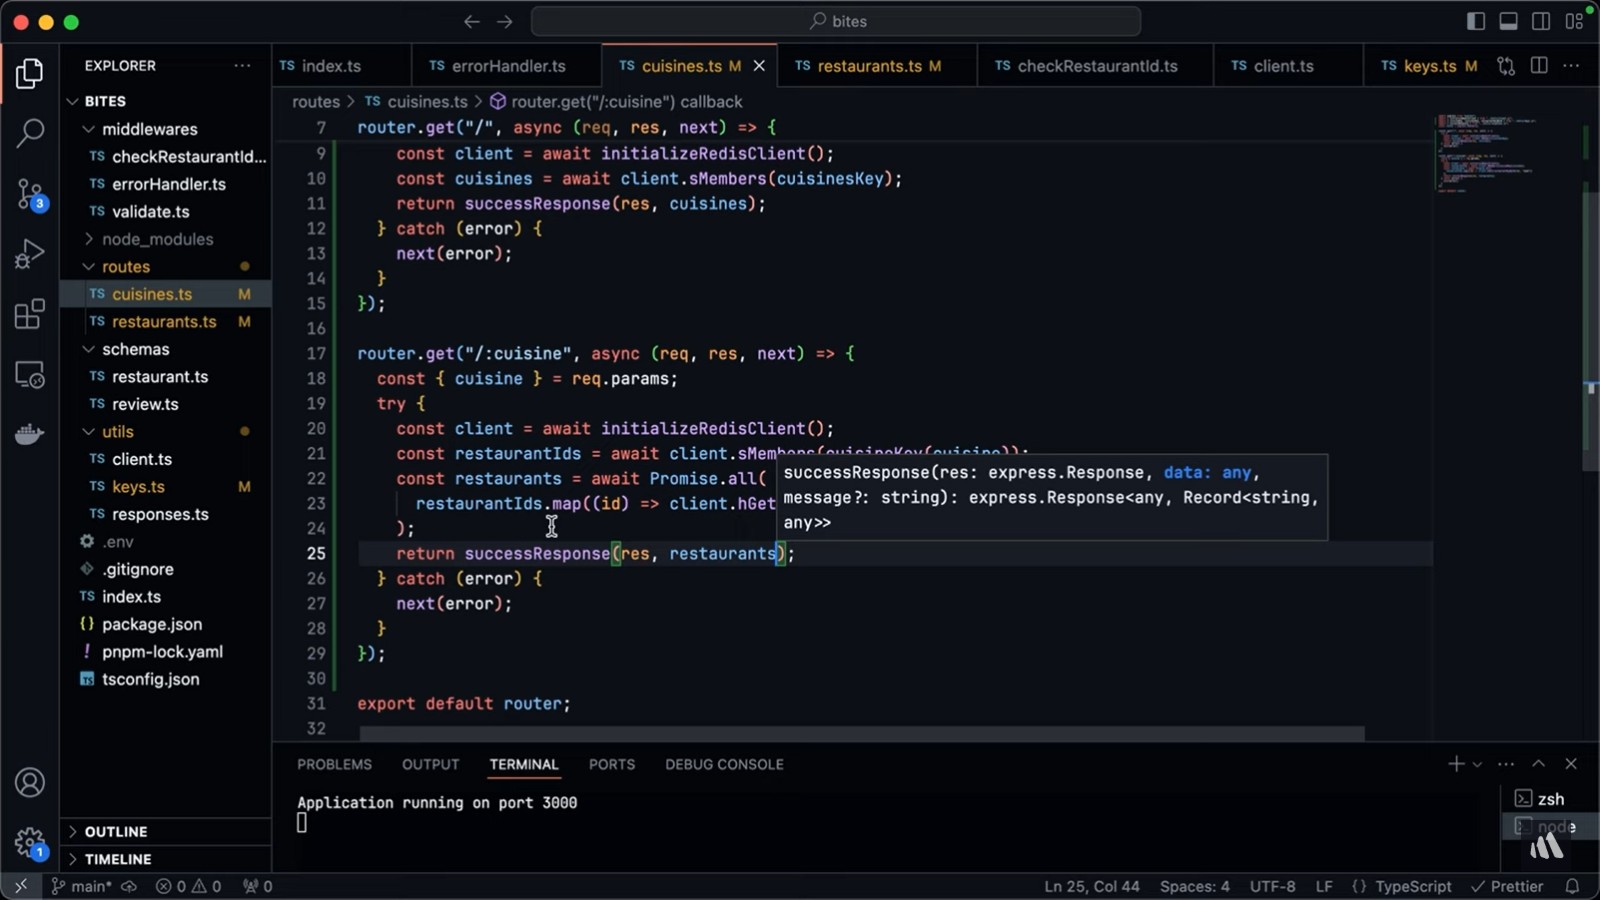 bites
EXPLORER
BITES
middlewares
TS checkRestaurantId...
TS errorHandler.ts
TS validate.ts
node_modules
routes
TS cuisines.ts M
TS restaurants.ts M
schemas
TS restaurant.ts
TS review.ts
utils
TS client.ts
TS keys.ts M
TS responses.ts
.env
.gitignore
TS index.ts
{} package.json
! pnpm-lock.yaml
TS tsconfig.json
OUTLINE
TIMELINE
3
1
TS index.ts
TS errorHandler.ts
TS cuisines.ts M
TS restaurants.ts M
TS checkRestaurantId.ts
TS client.ts
TS keys.ts M
routes > TS cuisines.ts > router.get("/:cuisine") callback
7 router.get("/", async (req, res, next) => {
9 const client = await initializeRedisClient();
10 const cuisines = await client.sMembers(cuisinesKey);
11 return successResponse(res, cuisines);
12 } catch (error) {
13 next(error);
14 }
15 });
16
17 router.get("/:cuisine", async (req, res, next) => {
18 const { cuisine } = req.params;
19 try {
20 const client = await initializeRedisClient();
21 const restaurantIds = await client.sMembers(cuisineKey(cuisine));
22 const restaurants = await Promise.all(
23 restaurantIds.map((id) => client.hGet
24 );
25 return successResponse(res, restaurants);
26 } catch (error) {
27 next(error);
28 }
29 });
30
31 export default router;
32
successResponse(res: express.Response, data: any,
message?: string): express.Response<any, Record<string,
any>>
PROBLEMS OUTPUT TERMINAL PORTS DEBUG CONSOLE
Application running on port 3000
zsh
node
main* 0 0 0 Ln 25, Col 44 Spaces: 4 UTF-8 LF {} TypeScript Prettier